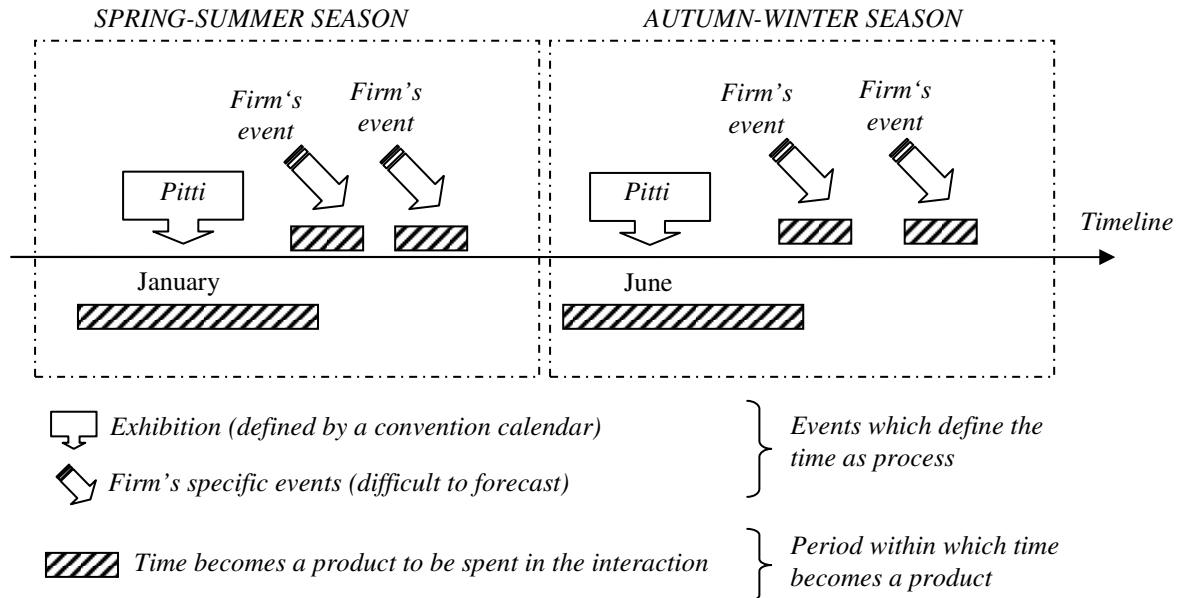 SPRING-SUMMER SEASON
AUTUMN-WINTER SEASON
Firm‘s
event
Firm’s
event
Pitti
January
Firm’s
event
Firm‘s
event
Pitti
June
Timeline
Exhibition (defined by a convention calendar)
Firm’s specific events (difficult to forecast)
Events which define the
time as process
Time becomes a product to be spent in the interaction
Period within which time
becomes a product